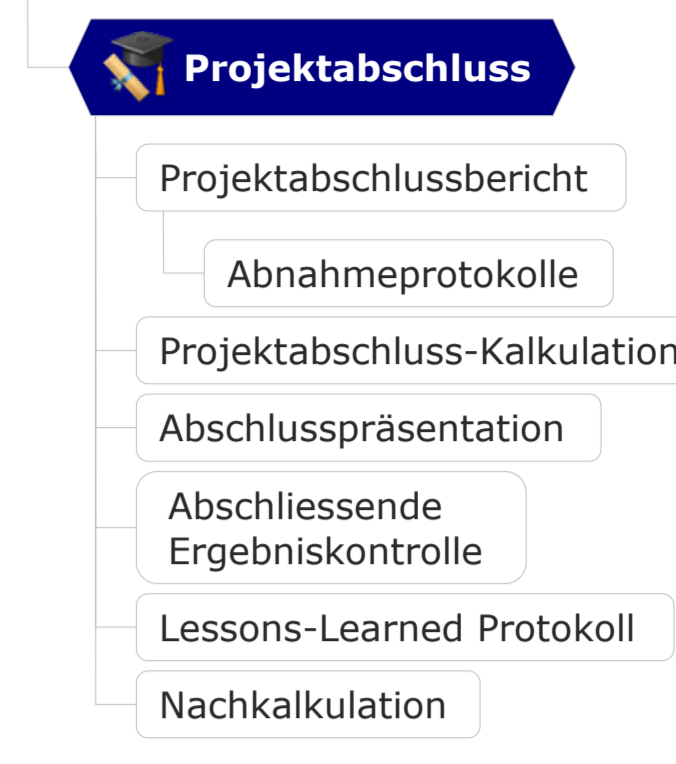 Projektabschluss
Projektabschlussbericht
Abnahmeprotokolle
Projektabschluss-Kalkulation
Abschlusspräsentation
Abschliessende
Ergebniskontrolle
Lessons-Learned Protokoll
Nachkalkulation